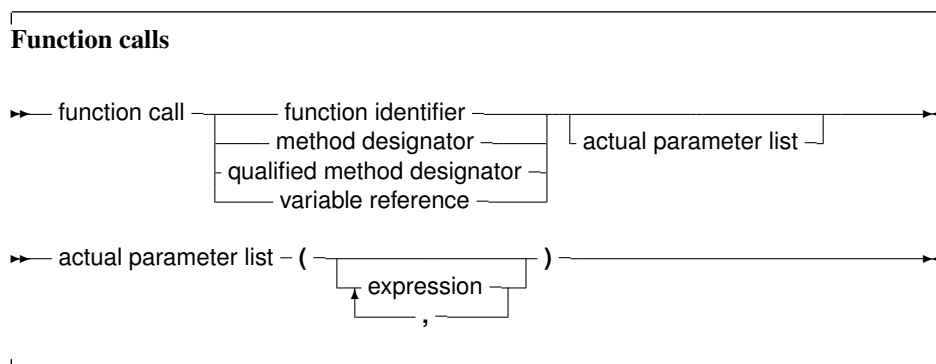 Function calls
function call function identifier
method designator actual parameter list
qualified method designator
variable reference
actual parameter list ( )
expression
,